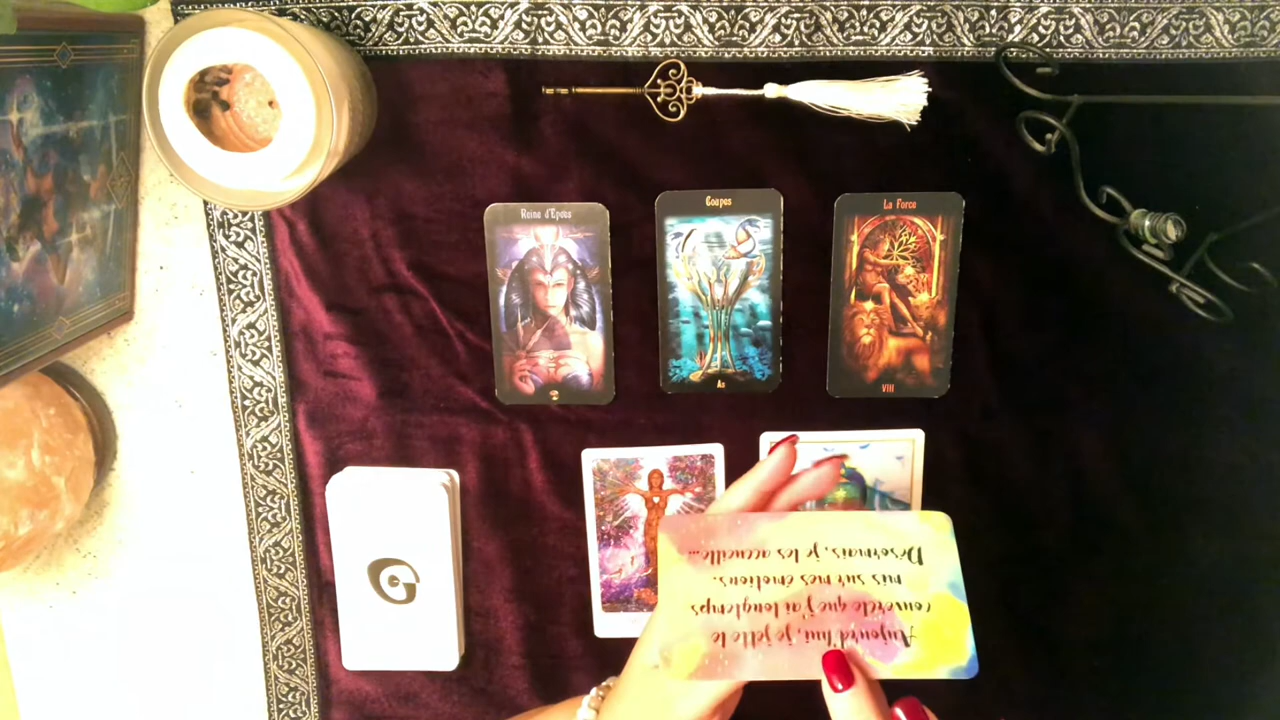 Reine d'Epées
Coupes
As
La Force
VIII
Aujourd'hui, je jette le
couvercle que j'ai longtemps
mis sur mes émotions.
Désormais, je les accueille...